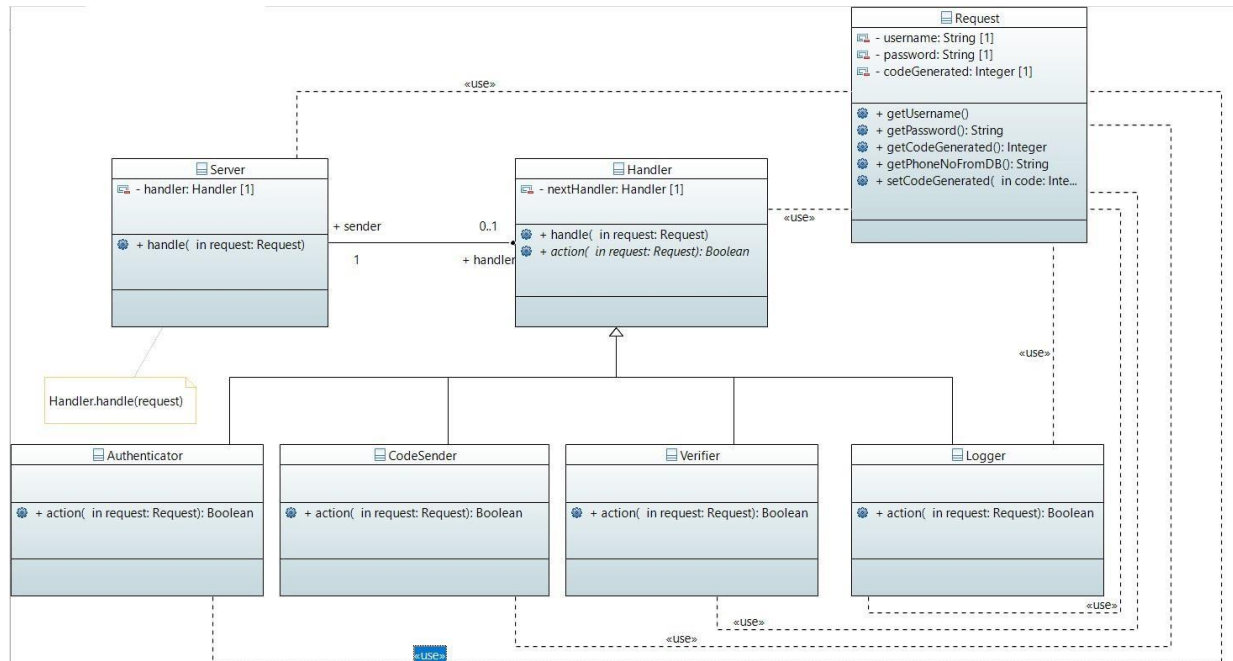 Request
- username: String [1]
- password: String [1]
- codeGenerated: Integer [1]
+ getUsername()
+ getPassword(): String
+ getCodeGenerated(): Integer
+ getPhoneNoFromDB(): String
+ setCodeGenerated( in code: Inte...
«use»
Server
- handler: Handler [1]
+ handle( in request: Request)
+ sender
1
0..1
+ handler
Handler
- nextHandler: Handler [1]
+ handle( in request: Request)
+ action( in request: Request): Boolean
«use»
«use»
Handler.handle(request)
Authenticator
+ action( in request: Request): Boolean
CodeSender
+ action( in request: Request): Boolean
Verifier
+ action( in request: Request): Boolean
Logger
+ action( in request: Request): Boolean
«use»
«use»
«use»
«use»